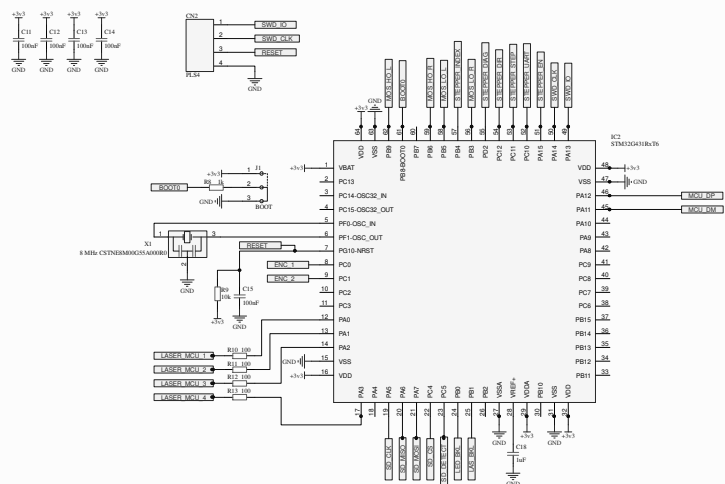 +3v3 +3v3 +3v3 +3v3
C11 C12 C13 C14
100nF 100nF 100nF 100nF
GND GND GND GND
CN2
1 SWD_IO
2 SWD_CLK
3 RESET
4
PLS4
GND
MOS_HO_L
BOOT0
MOS_HO_R
MOS_LO_L
STEPPER_INDEX
MOS_LO_R
STEPPER_DIAG
STEPPER_DIR
STEPPER_STEP
STEPPER_UART
STEPPER_EN
SWD_CLK
SWD_IO
+3v3
GND
64 63 62 61 60 59 58 57 56 55 54 53 52 51 50 49
VDD VSS PB9 PB8-BOOT0 PB7 PB6 PB5 PB4 PB3 PD2 PC12 PC11 PC10 PA15 PA14 PA13
IC2
STM32G431RxT6
+3v3 1 VBAT
2 PC13
3 PC14-OSC32_IN
4 PC15-OSC32_OUT
5 PF0-OSC_IN
6 PF1-OSC_OUT
7 PG10-NRST
8 PC0
9 PC1
10 PC2
11 PC3
12 PA0
13 PA1
14 PA2
GND 15 VSS
+3v3 16 VDD
VDD 48 +3v3
VSS 47 GND
PA12 46 MCU_DP
PA11 45 MCU_DM
PA10 44
PA9 43
PA8 42
PC9 41
PC8 40
PC7 39
PC6 38
PB15 37
PB14 36
PB13 35
PB12 34
PB11 33
J1
+3v3 1
BOOT0 R8 1k 2
GND 3
BOOT
X1
1 3
2
8 MHz CSTNE8M00G55A000R0
GND
RESET
ENC_1
ENC_2
R9
10k
+3v3
C15
100nF
GND
LASER_MCU_1 R10 100
LASER_MCU_2 R11 100
LASER_MCU_3 R12 100
LASER_MCU_4 R13 100
PA3 PA4 PA5 PA6 PA7 PC4 PC5 PB0 PB1 PB2 VSSA VREF+ VDDA PB10 VSS VDD
17 18 19 20 21 22 23 24 25 26 27 28 29 30 31 32
SD_CLK
SD_MISO
SD_MOSI
SD_CS
SD_DETECT
LED_BKL
LAS_BKL
GND
+3v3
GND
+3v3
C18
1uF
GND